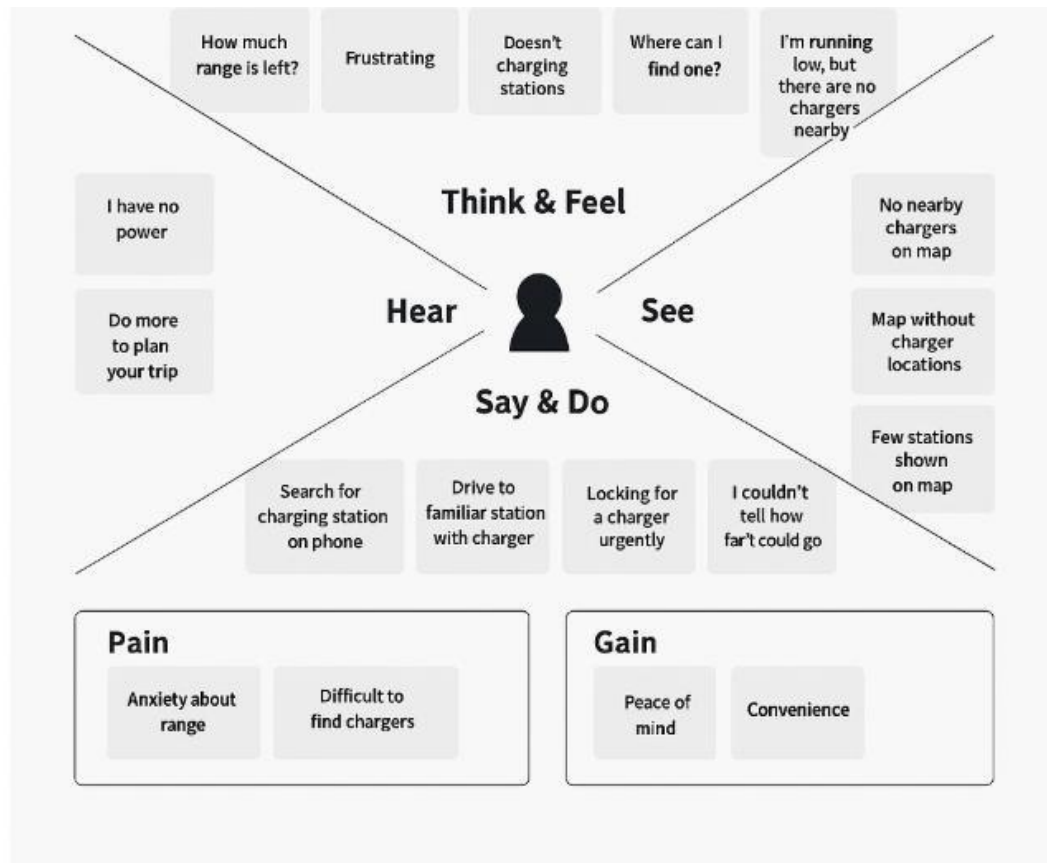 How much
range is left?
Frustrating
Doesn't
charging
stations
Where can I
find one?
I'm running
low, but
there are no
chargers
nearby
Think & Feel
I have no
power
Do more
to plan
your trip
Hear
See
No nearby
chargers
on map
Map without
charger
locations
Few stations
shown
on map
Say & Do
Search for
charging station
on phone
Drive to
familiar station
with charger
Locking for
a charger
urgently
I couldn't
tell how
far't could go
Pain
Anxiety about
range
Difficult to
find chargers
Gain
Peace of
mind
Convenience